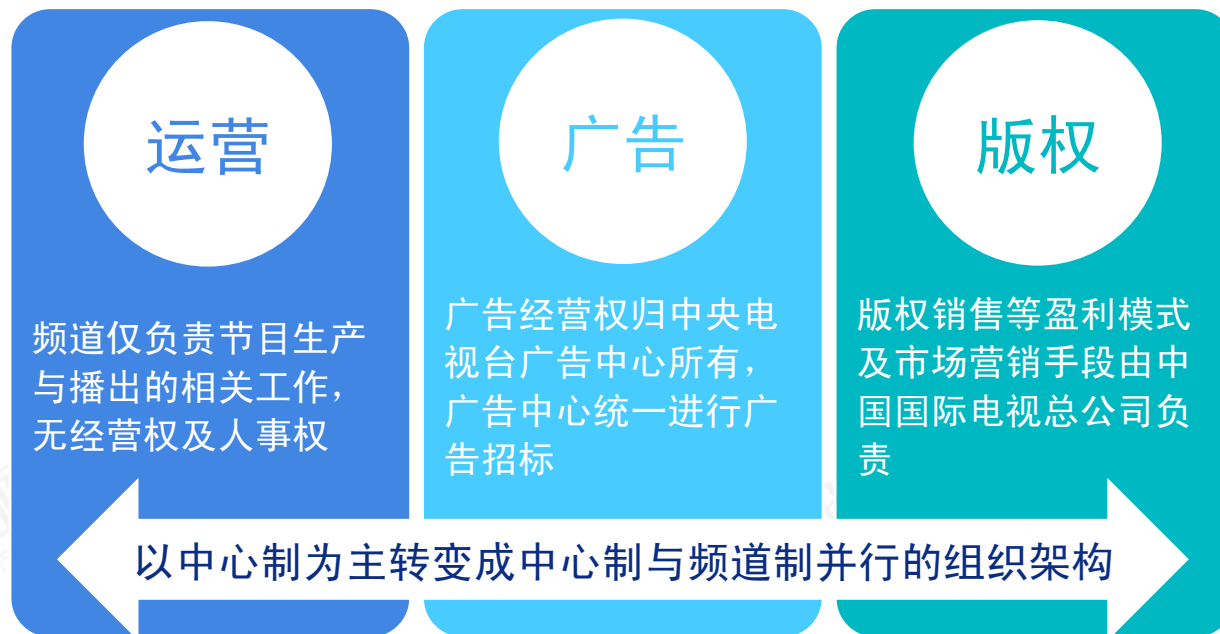 运营
频道仅负责节目生产
与播出的相关工作，
无经营权及人事权
广告
广告经营权归中央电
视台广告中心所有，
广告中心统一进行广
告招标
版权
版权销售等盈利模式
及市场营销手段由中
国国际电视总公司负
责
以中心制为主转变成中心制与频道制并行的组织架构